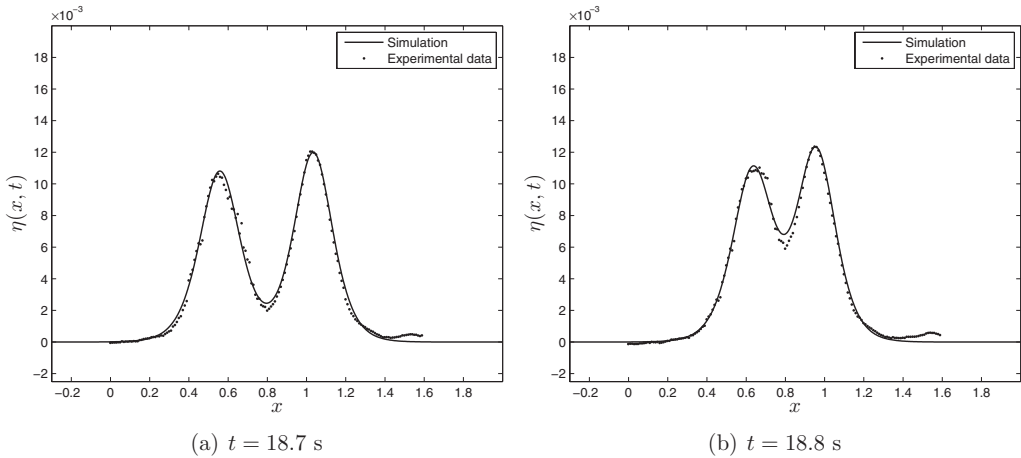 ×10⁻³
18
16
14
12
10
8
6
4
2
0
−2
η(x, t)
Simulation
Experimental data
−0.2 0 0.2 0.4 0.6 0.8 1 1.2 1.4 1.6 1.8
x
(a) t = 18.7 s
×10⁻³
18
16
14
12
10
8
6
4
2
0
−2
η(x, t)
Simulation
Experimental data
−0.2 0 0.2 0.4 0.6 0.8 1 1.2 1.4 1.6 1.8
x
(b) t = 18.8 s